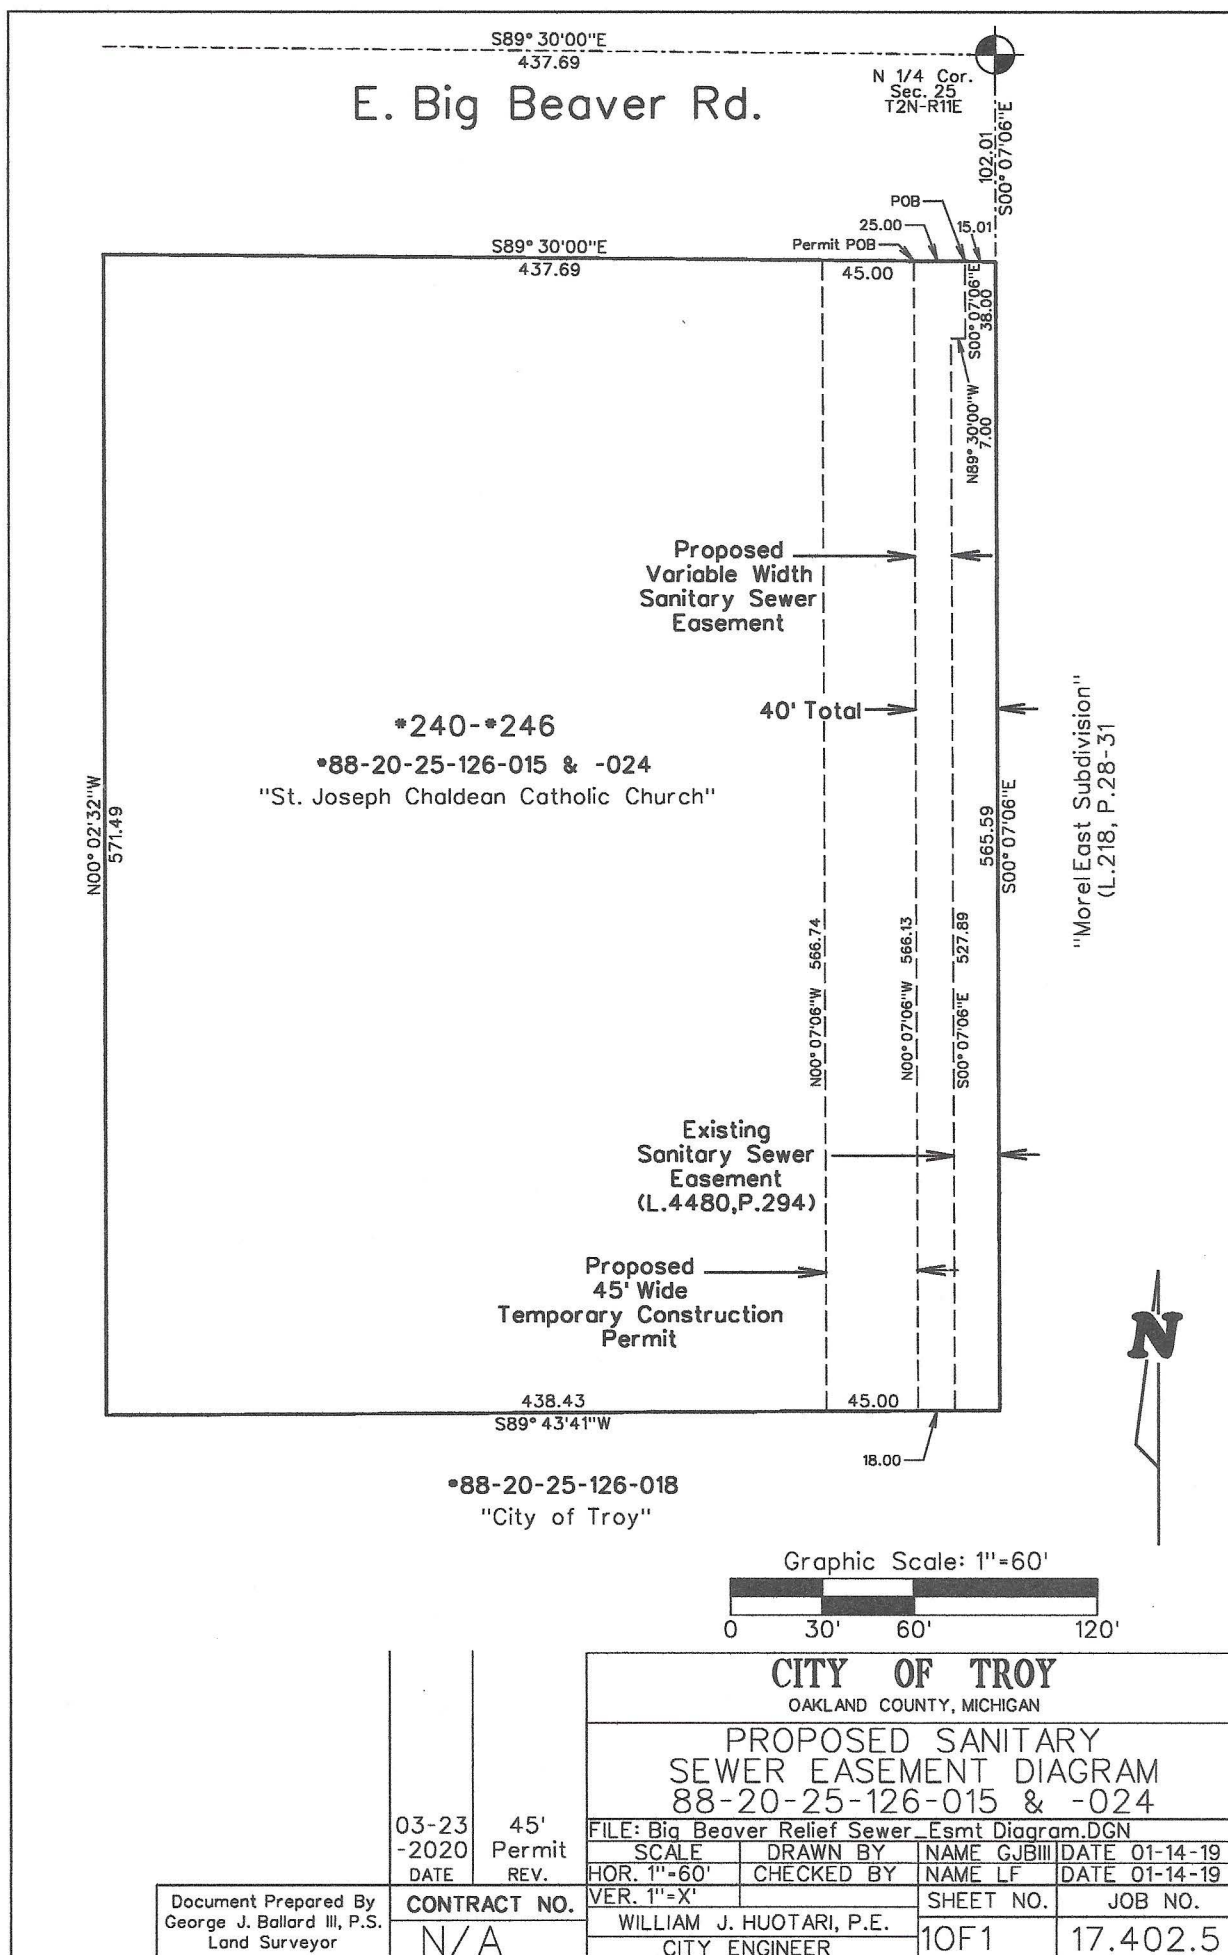 S89° 30'00"E
437.69
E. Big Beaver Rd.
N 1/4 Cor.
Sec. 25
T2N-R11E
102.01
S00° 07'06"E
POB
25.00
15.01
Permit POB
S89° 30'00"E
437.69
45.00
S00° 07'06"E
38.00
N89° 30'00"W
7.00
Proposed
Variable Width
Sanitary Sewer
Easement
40' Total
*240-*246
*88-20-25-126-015 & -024
"St. Joseph Chaldean Catholic Church"
N00° 02'32"W
571.49
565.59
S00° 07'06"E
"Morel East Subdivision"
(L.218, P.28-31
N00° 07'06"W 566.74
N00° 07'06"W 566.13
S00° 07'06"E 527.89
Existing
Sanitary Sewer
Easement
(L.4480,P.294)
Proposed
45' Wide
Temporary Construction
Permit
N
438.43
45.00
S89° 43'41"W
18.00
*88-20-25-126-018
"City of Troy"
Graphic Scale: 1"=60'
0 30' 60' 120'
CITY OF TROY
OAKLAND COUNTY, MICHIGAN
PROPOSED SANITARY
SEWER EASEMENT DIAGRAM
88-20-25-126-015 & -024
03-23
-2020
DATE
45'
Permit
REV.
FILE: Big Beaver Relief Sewer_Esmt Diagram.DGN
SCALE DRAWN BY NAME GJBIII DATE 01-14-19
HOR. 1"=60' CHECKED BY NAME LF DATE 01-14-19
VER. 1"=X' SHEET NO. JOB NO.
Document Prepared By
George J. Ballard III, P.S.
Land Surveyor
CONTRACT NO.
N/A
WILLIAM J. HUOTARI, P.E.
CITY ENGINEER
1OF1
17.402.5